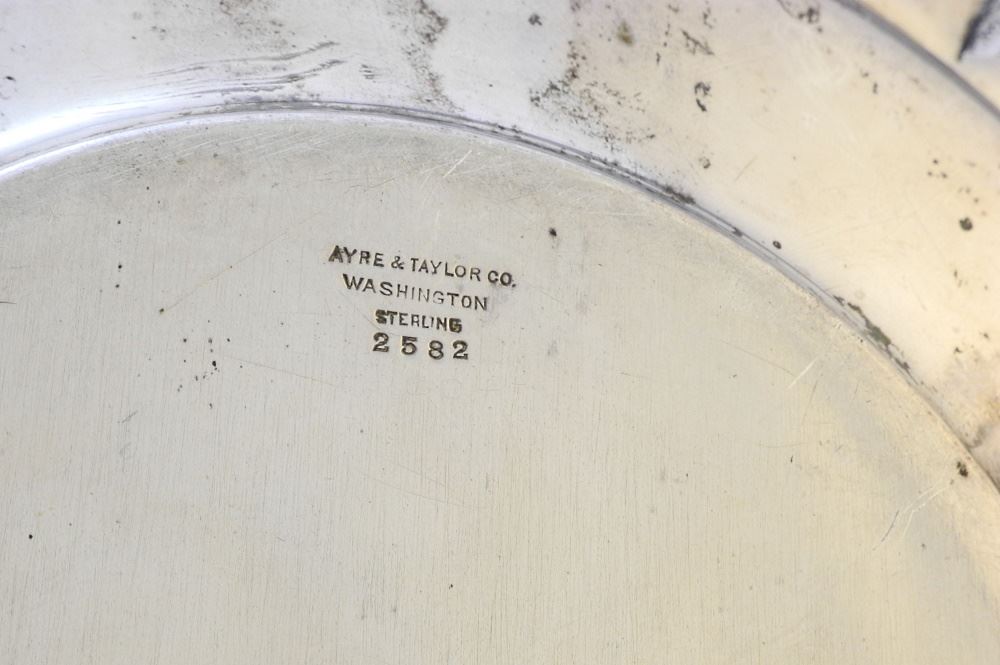 AYRE & TAYLOR CO.
WASHINGTON
STERLING
2582